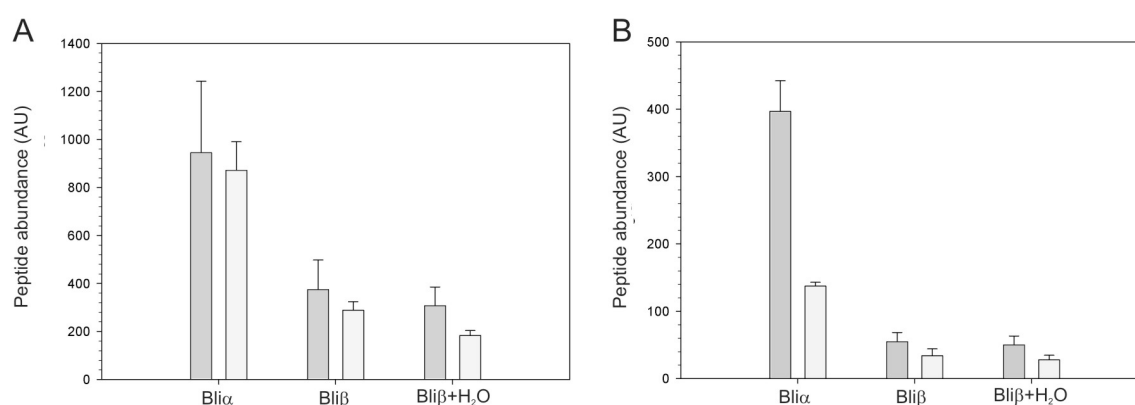 A
Peptide abundance (AU)
1400
1200
1000
800
600
400
200
0
Bliα
Bliβ
Bliβ+H₂O
B
Peptide abundance (AU)
500
400
300
200
100
0
Bliα
Bliβ
Bliβ+H₂O